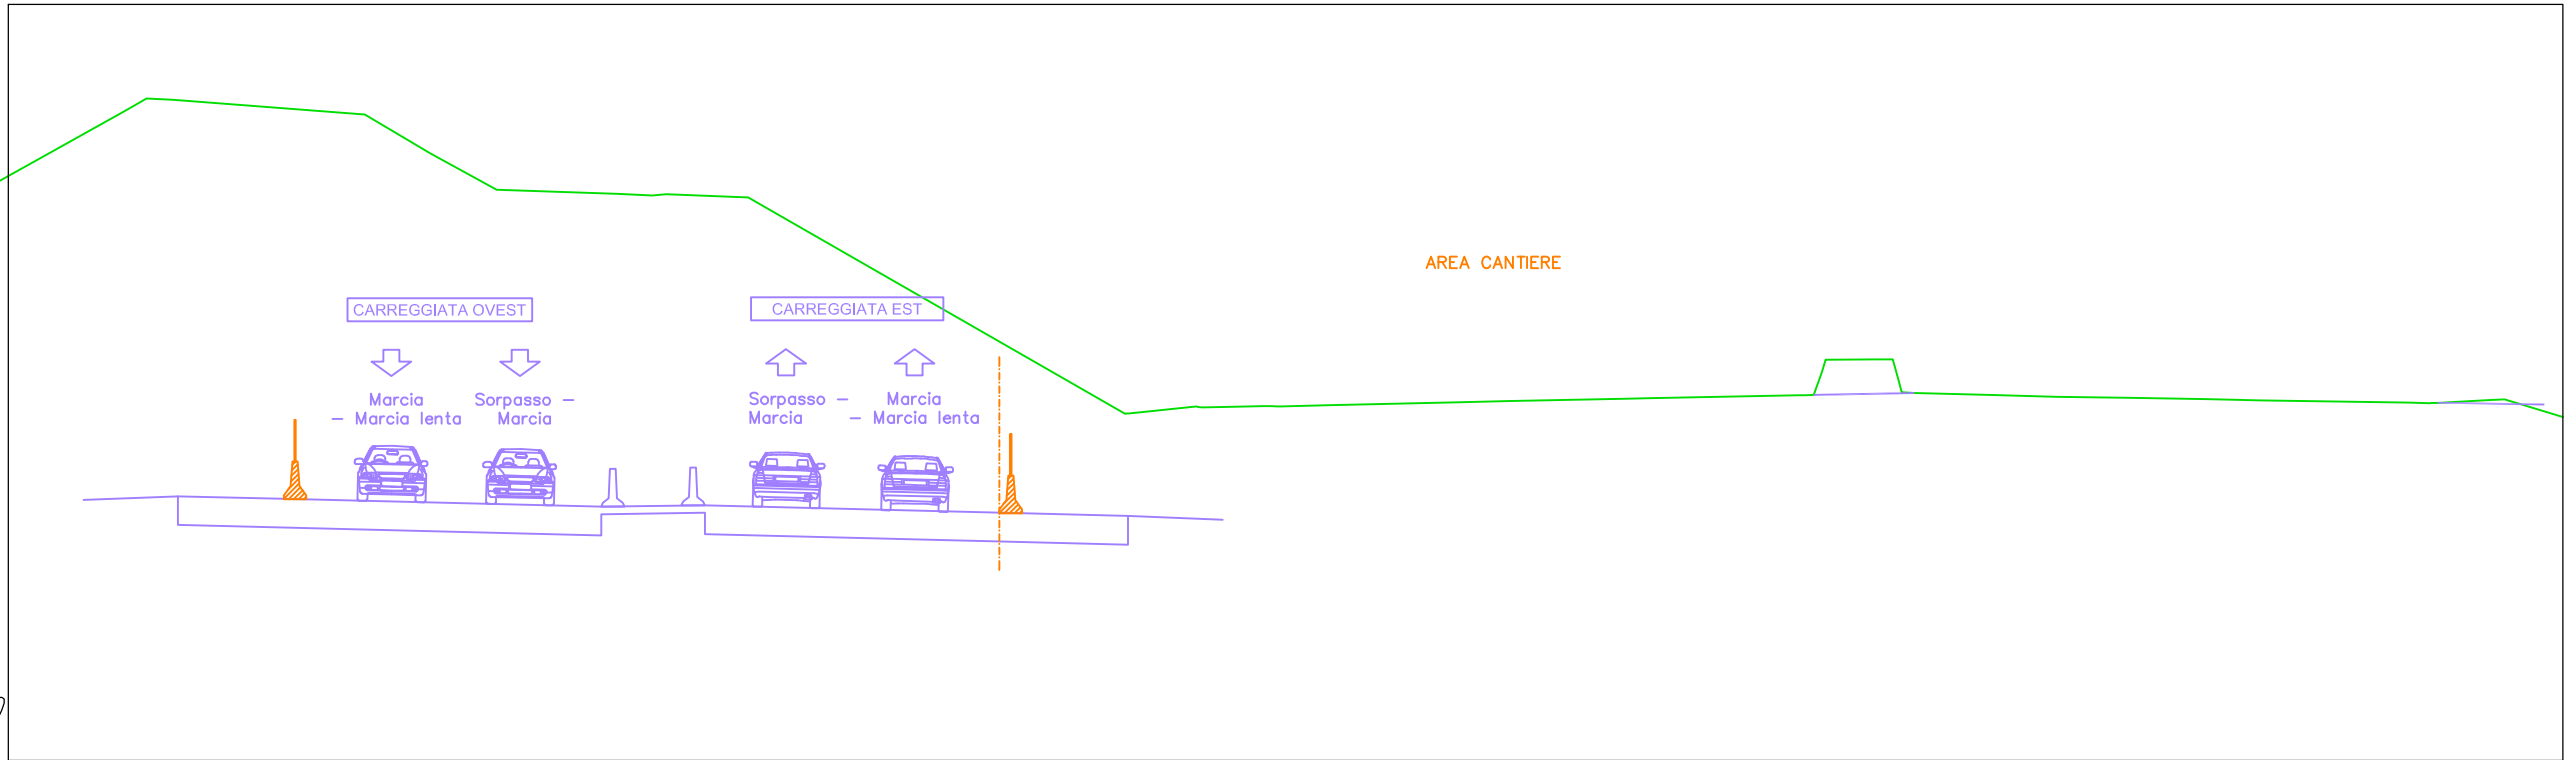 AREA CANTIERE
CARREGGIATA OVEST
CARREGGIATA EST
Marcia
- Marcia lenta
Sorpasso -
Marcia
Sorpasso -
Marcia
Marcia
- Marcia lenta